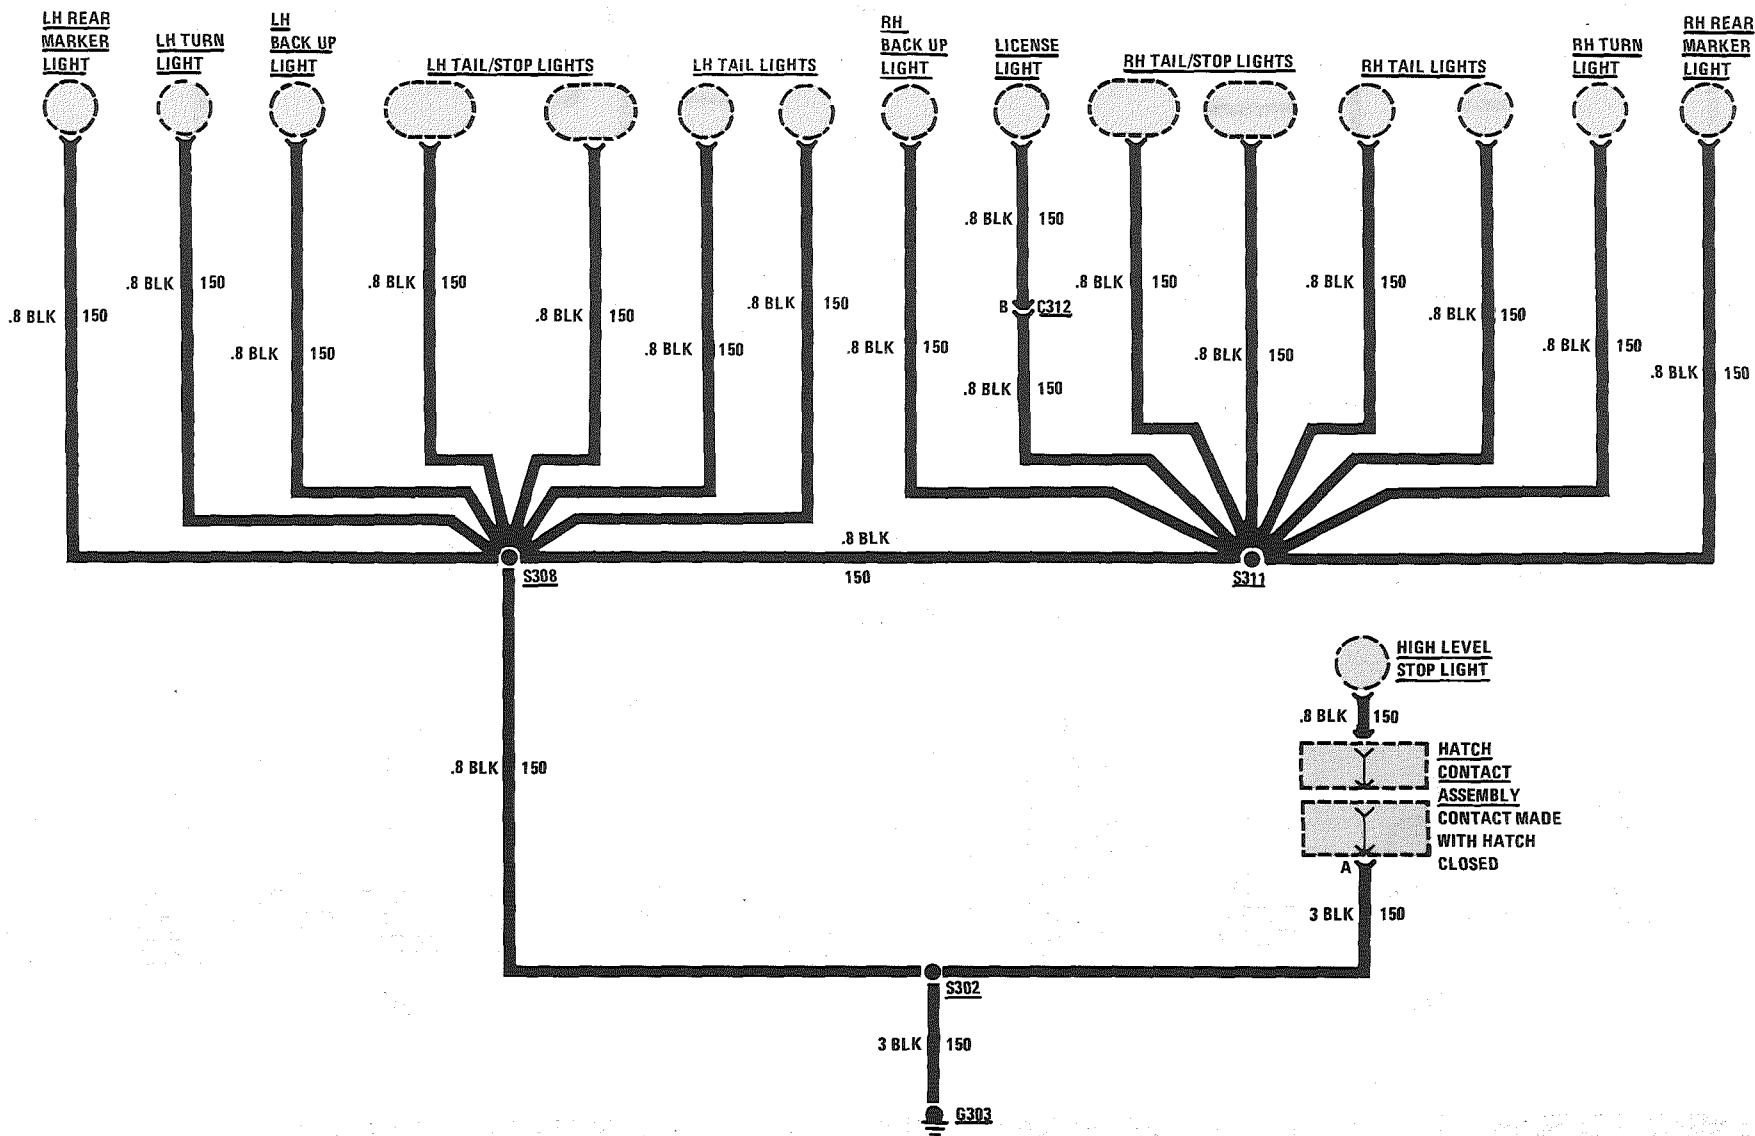 LH REAR
MARKER
LIGHT
LH TURN
LIGHT
LH
BACK UP
LIGHT
LH TAIL/STOP LIGHTS
LH TAIL LIGHTS
RH
BACK UP
LIGHT
LICENSE
LIGHT
RH TAIL/STOP LIGHTS
RH TAIL LIGHTS
RH TURN
LIGHT
RH REAR
MARKER
LIGHT
.8 BLK 150
.8 BLK 150
.8 BLK 150
.8 BLK 150
.8 BLK 150
.8 BLK 150
.8 BLK 150
.8 BLK 150
.8 BLK 150
B C312
.8 BLK 150
.8 BLK 150
.8 BLK 150
.8 BLK 150
.8 BLK 150
.8 BLK 150
.8 BLK 150
.8 BLK
150
S308
S311
HIGH LEVEL
STOP LIGHT
.8 BLK 150
HATCH
CONTACT
ASSEMBLY
CONTACT MADE
WITH HATCH
CLOSED
A
3 BLK 150
.8 BLK 150
S302
3 BLK 150
G303